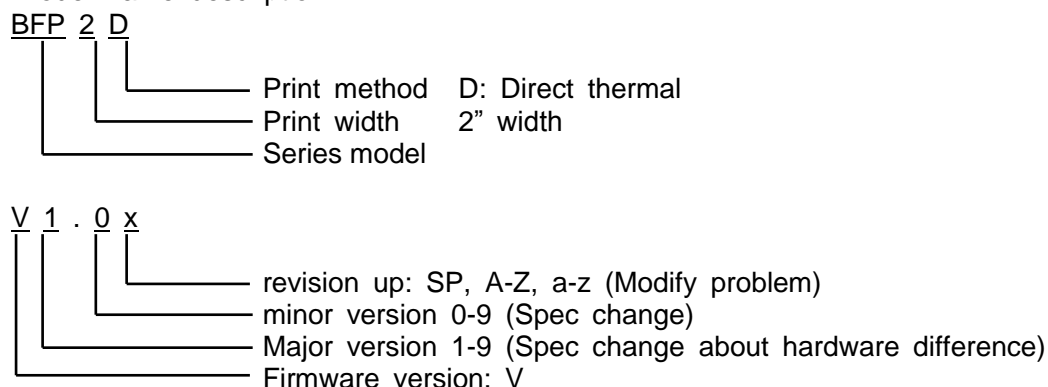 BFP 2 D
Print method D: Direct thermal
Print width 2” width
Series model
V 1 . 0 x
revision up: SP, A-Z, a-z (Modify problem)
minor version 0-9 (Spec change)
Major version 1-9 (Spec change about hardware difference)
Firmware version: V